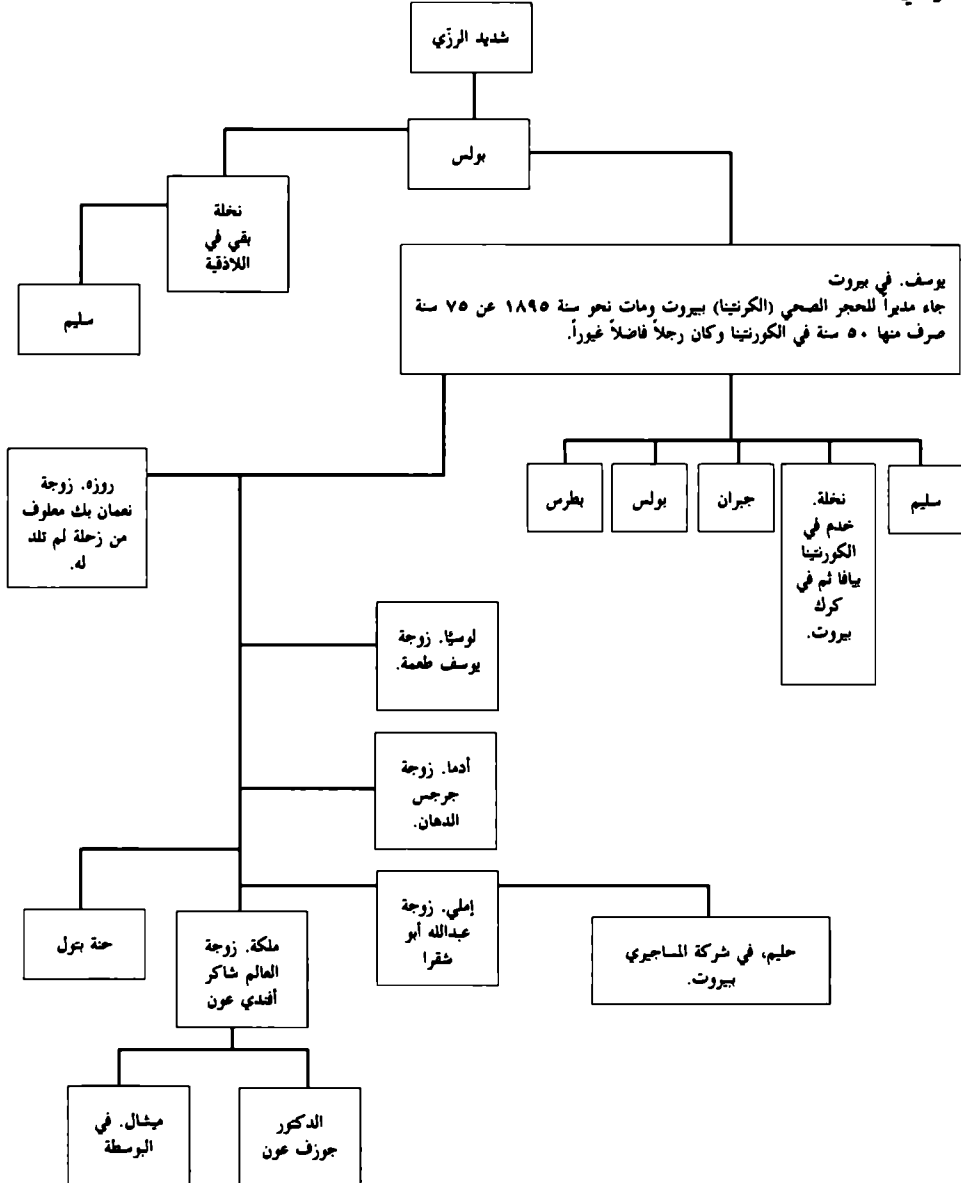 شديد الرزّي
بولس
نخلة
بقي في
اللاذقية
سليم
يوسف. في بيروت
جاء مديراً للحجر الصحي (الكرنتينا) ببيروت ومات نحو سنة ١٨٩٥ عن ٧٥ سنة
صرف منها ٥٠ سنة في الكورنتينا وكان رجلاً فاضلاً غيوراً.
سليم
نخلة.
خدم في
الكورنتينا
بيافا ثم في
كرك
بيروت.
جبران
بولس
بطرس
روزه. زوجة
نعمان بك معلوف
من زحلة لم تلد
له.
لوسيّا. زوجة
يوسف طعمة.
أدما. زوجة
جرجس
الدهان.
إملي. زوجة
عبدالله أبو
شقرا
حليم، في شركة المساجيري
ببيروت.
ملكة. زوجة
العالم شاكر
أفندي عون
حنة بتول
الدكتور
جوزف عون
ميشال. في
البوسطة